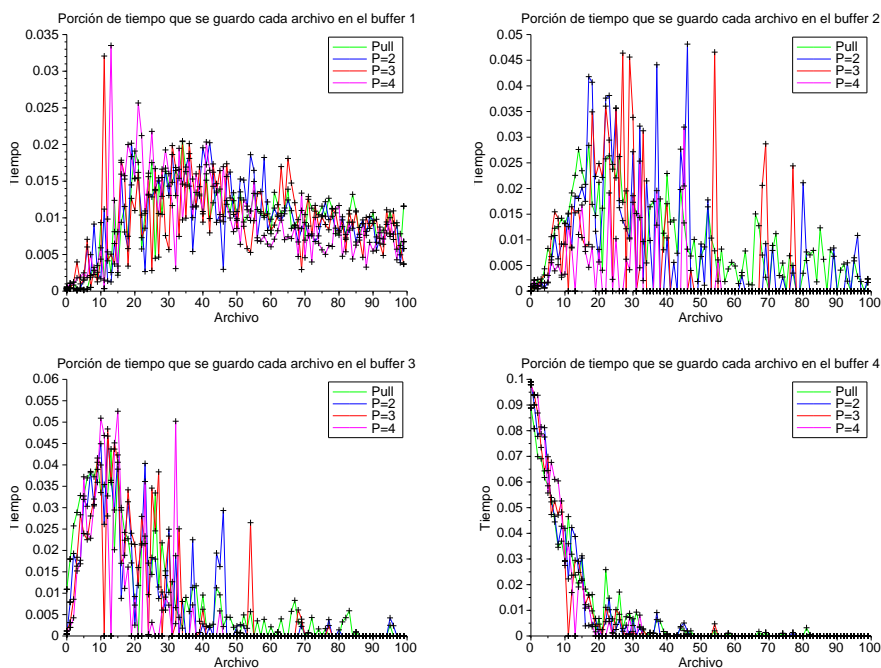 Porción de tiempo que se guardo cada archivo en el buffer 1
0.035
0.03
0.025
0.02
0.015
0.01
0.005
0
Tiempo
0 10 20 30 40 50 60 70 80 90 100
Archivo
Pull
P=2
P=3
P=4
Porción de tiempo que se guardo cada archivo en el buffer 2
0.05
0.045
0.04
0.035
0.03
0.025
0.02
0.015
0.01
0.005
0
Tiempo
0 10 20 30 40 50 60 70 80 90 100
Archivo
Pull
P=2
P=3
P=4
Porción de tiempo que se guardo cada archivo en el buffer 3
0.06
0.055
0.05
0.045
0.04
0.035
0.03
0.025
0.02
0.015
0.01
0.005
0
Tiempo
0 10 20 30 40 50 60 70 80 90 100
Archivo
Pull
P=2
P=3
P=4
Porción de tiempo que se guardo cada archivo en el buffer 4
0.1
0.09
0.08
0.07
0.06
0.05
0.04
0.03
0.02
0.01
0
Tiempo
0 10 20 30 40 50 60 70 80 90 100
Archivo
Pull
P=2
P=3
P=4